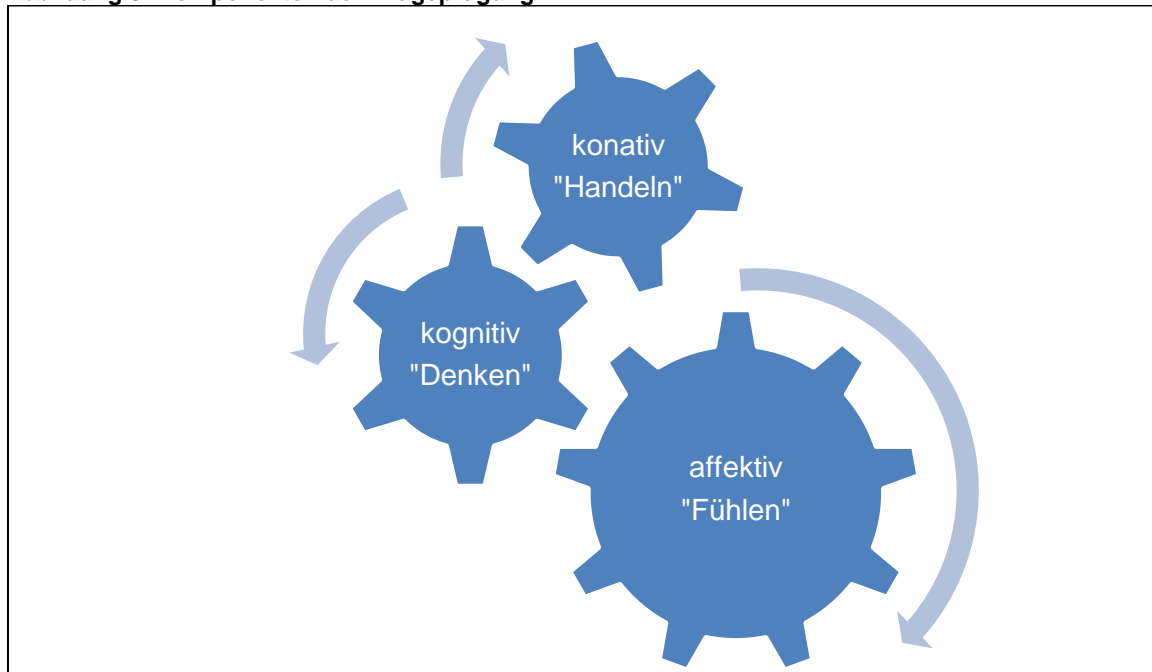 konativ
"Handeln"
kognitiv
"Denken"
affektiv
"Fühlen"